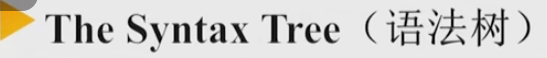 The Syntax Tree（语法树）